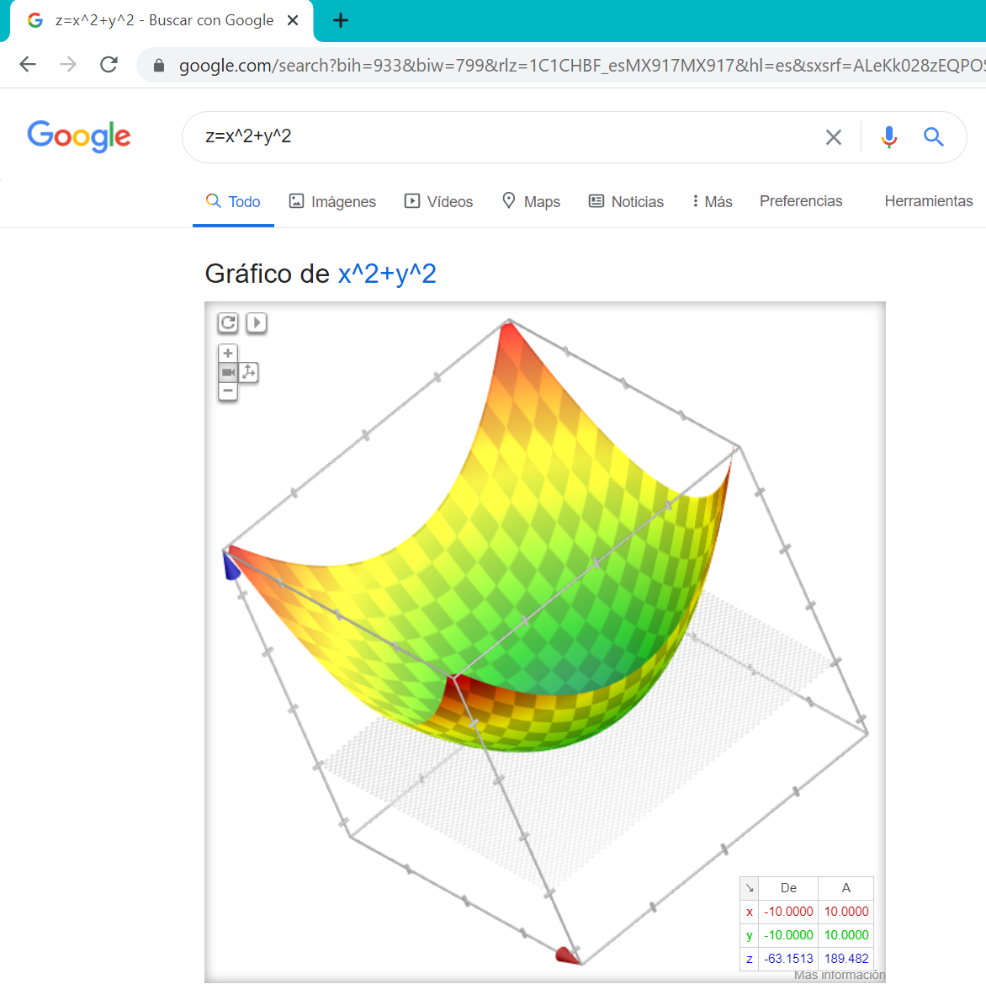 z=x^2+y^2 - Buscar con Google
google.com/search?bih=933&biw=799&rlz=1C1CHBF_esMX917MX917&hl=es&sxsrf=ALeKk028zEQPOS
Google
z=x^2+y^2
Todo Imágenes Vídeos Maps Noticias Más Preferencias Herramientas
Gráfico de x^2+y^2
De A
x -10.0000 10.0000
y -10.0000 10.0000
z -63.1513 189.482
Más información